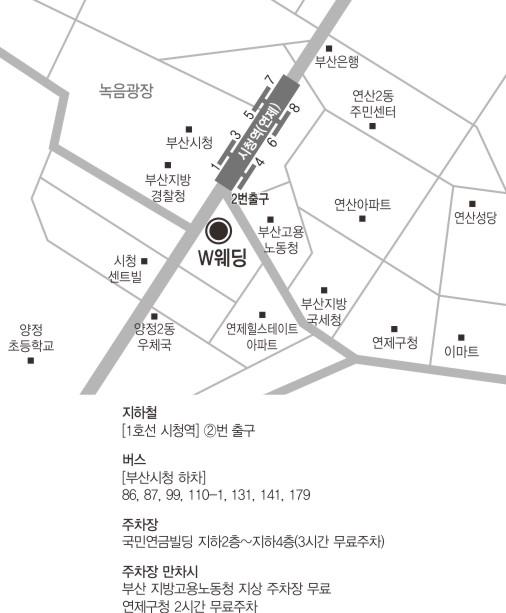 부산은행
녹음광장
연산2동
주민센터
7
5
3
1
시청역(연제)
8
6
4
부산시청
부산지방
경찰청
2번출구
연산아파트
연산성당
W웨딩
부산고용
노동청
시청
센트빌
부산지방
국세청
양정2동
우체국
연제힐스테이트
아파트
양정
초등학교
연제구청
이마트
지하철
[1호선 시청역] ②번 출구
버스
[부산시청 하차]
86, 87, 99, 110-1, 131, 141, 179
주차장
국민연금빌딩 지하2층~지하4층(3시간 무료주차)
주차장 만차시
부산 지방고용노동청 지상 주차장 무료
연제구청 2시간 무료주차